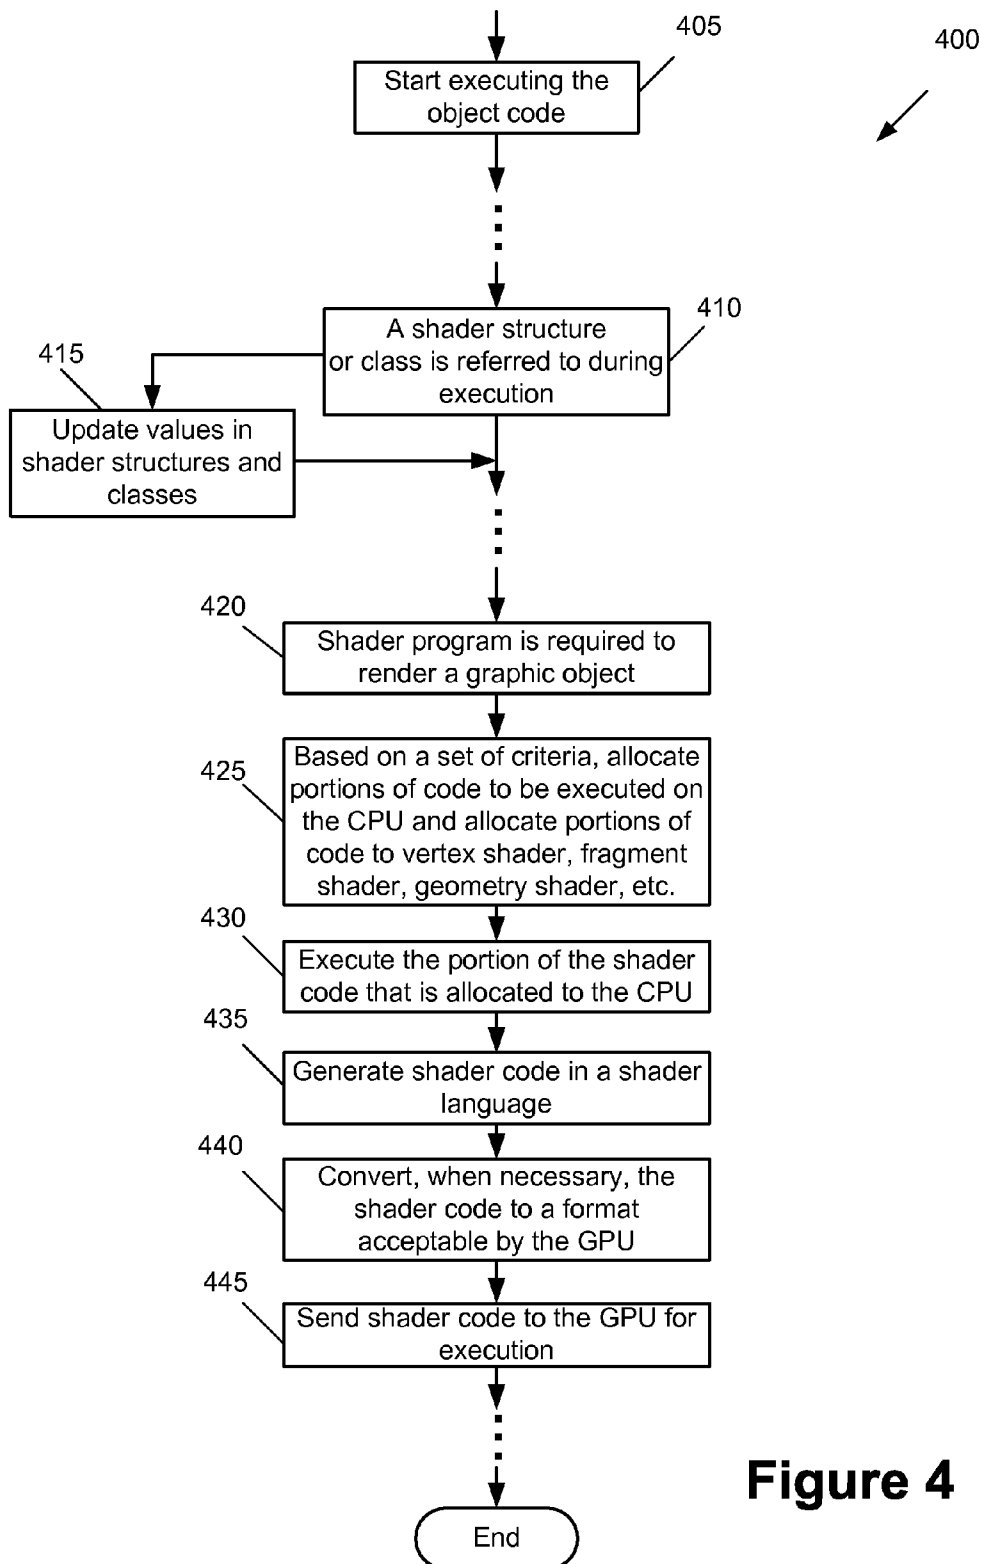 405
400
Start executing the
object code
410
A shader structure
or class is referred to during
execution
415
Update values in
shader structures and
classes
420
Shader program is required to
render a graphic object
425
Based on a set of criteria, allocate
portions of code to be executed on
the CPU and allocate portions of
code to vertex shader, fragment
shader, geometry shader, etc.
430
Execute the portion of the shader
code that is allocated to the CPU
435
Generate shader code in a shader
language
440
Convert, when necessary, the
shader code to a format
acceptable by the GPU
445
Send shader code to the GPU for
execution
Figure 4
End